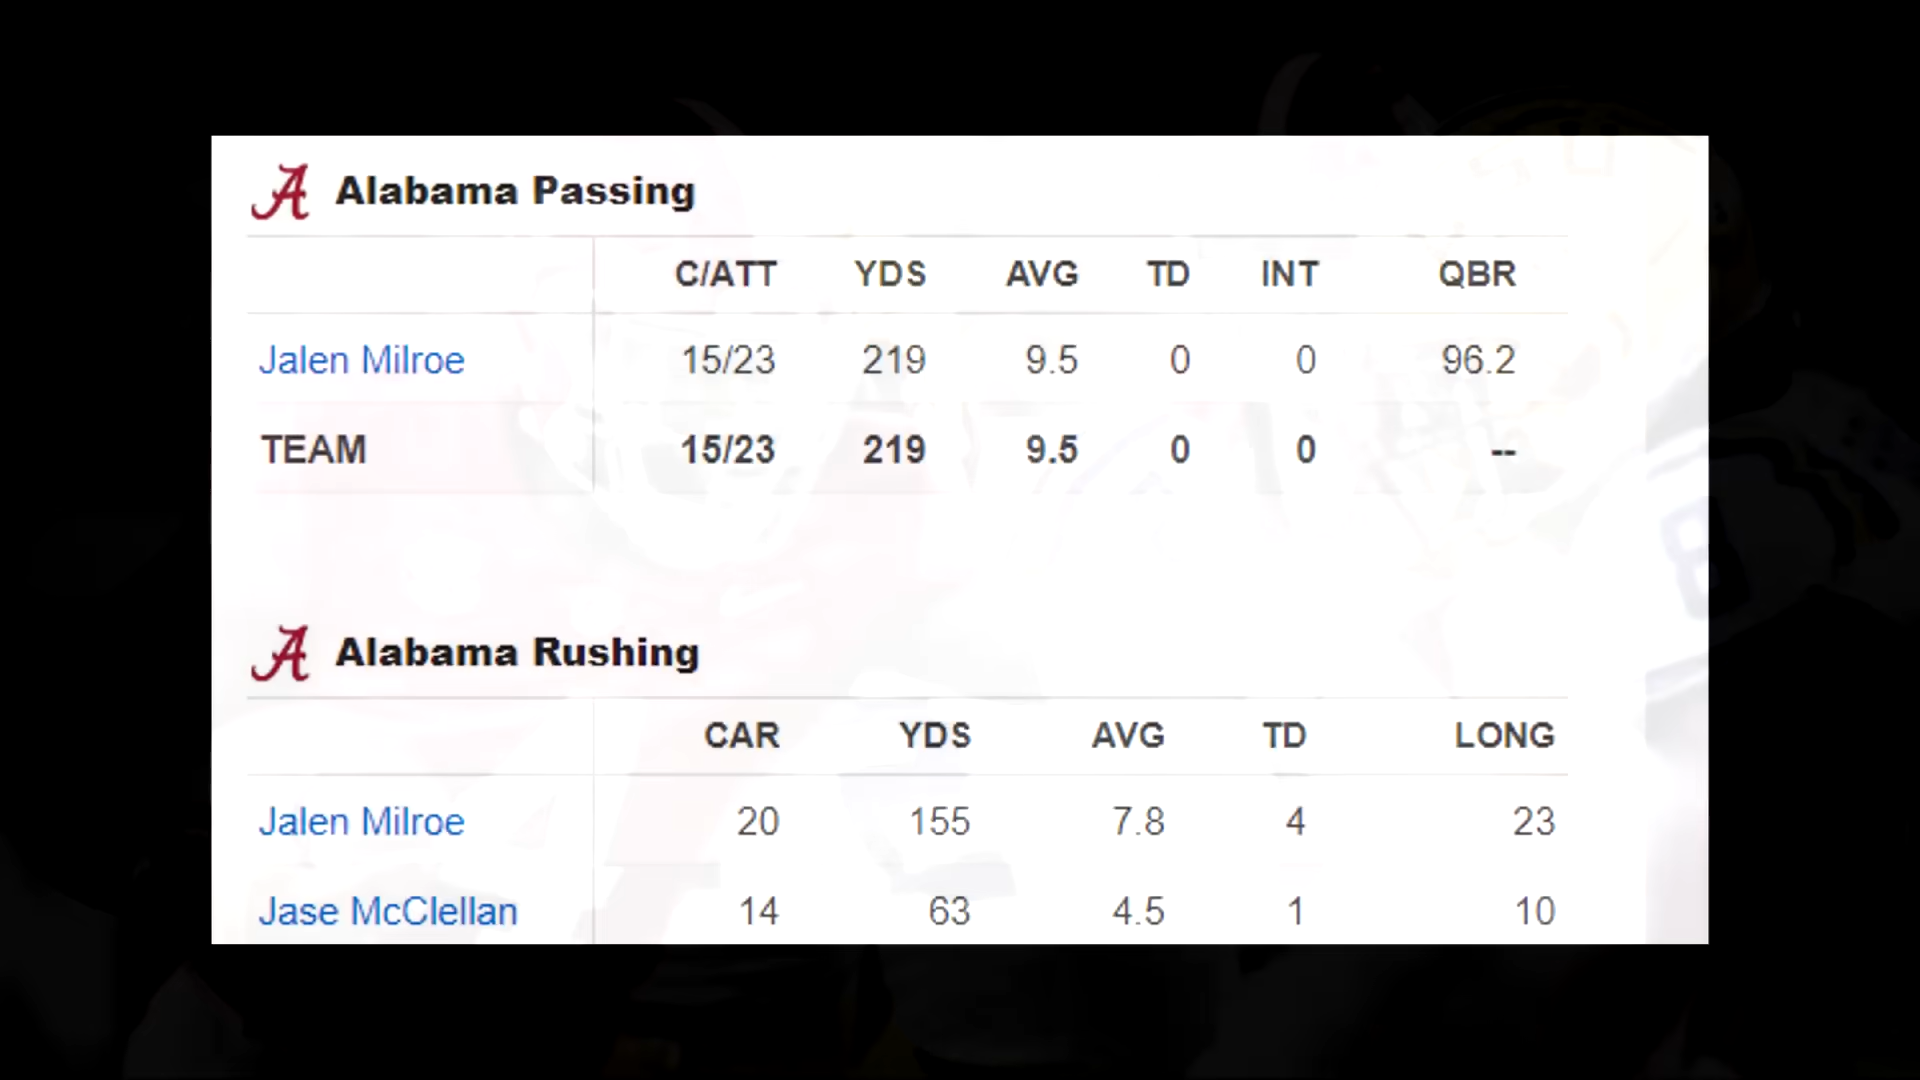 Alabama Passing
C/ATT YDS AVG TD INT QBR
Jalen Milroe 15/23 219 9.5 0 0 96.2
TEAM 15/23 219 9.5 0 0 --
Alabama Rushing
CAR YDS AVG TD LONG
Jalen Milroe 20 155 7.8 4 23
Jase McClellan 14 63 4.5 1 10
8